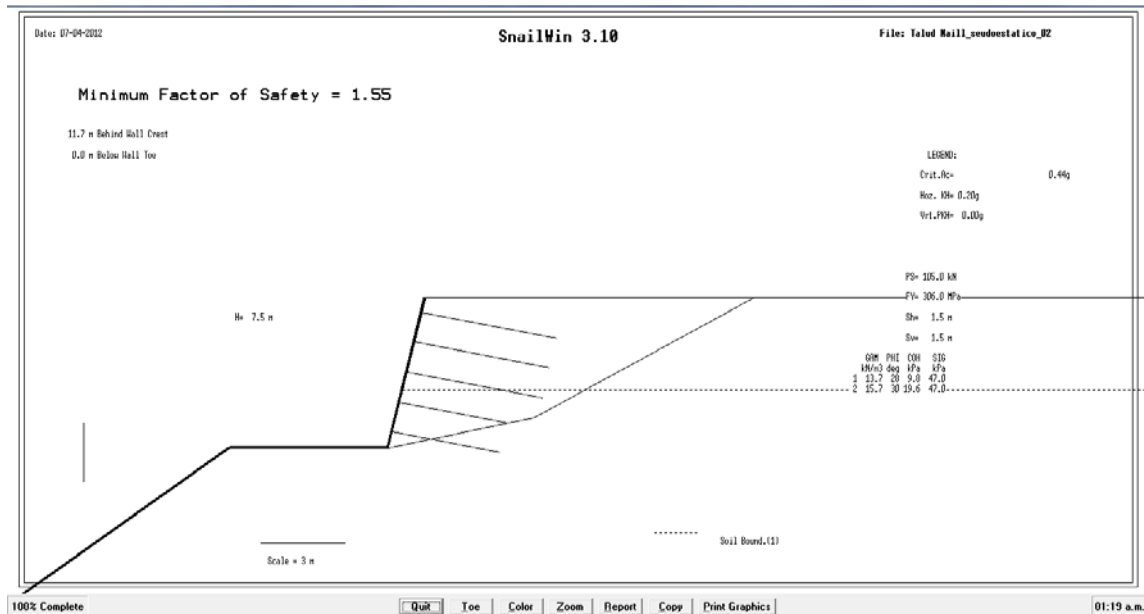 Date: 07-04-2012
SnailWin 3.10
File: Talud Naill_seudoestatico_02
Minimum Factor of Safety = 1.55
11.7 m Behind Wall Crest
0.0 m Below Wall Toe
LEGEND:
Crit.Ac= 0.44g
Hoz. KH= 0.20g
Vrt.PKH= 0.00g
PS= 105.0 kN
FY= 306.0 MPa
H= 7.5 m
Sh= 1.5 m
Sv= 1.5 m
GAM PHI COH SIG
kN/m3 deg kPa kPa
1 13.7 28 9.8 47.0
2 15.7 30 19.6 47.0
Soil Bound.(1)
Scale = 3 m
100% Complete
Quit Toe Color Zoom Report Copy Print Graphics
01:19 a.m.